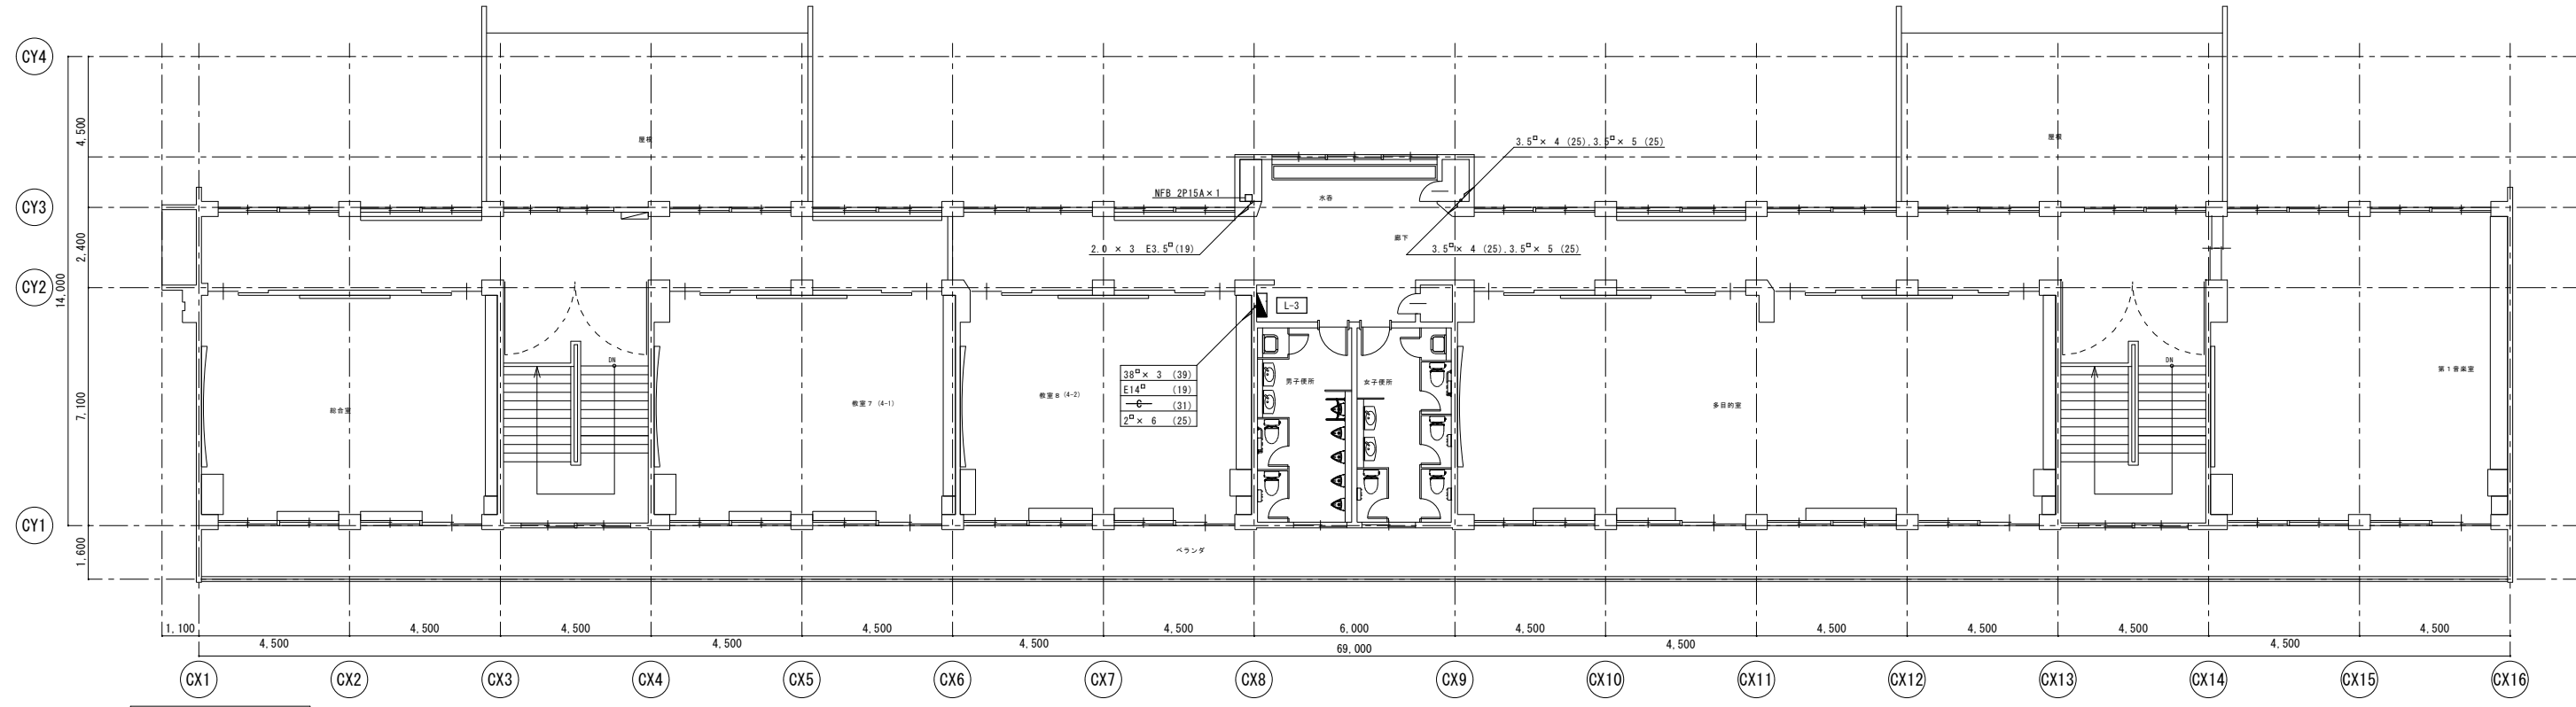 CY4
4,500
屋根
屋根
3.5□× 4 (25).3.5□× 5 (25)
NFB 2P15A×1
水呑
CY3
廊下
2.0 × 3 E3.5□(19)
3.5□× 4 (25).3.5□× 5 (25)
2,400
CY2
14,000
L-3
DN
DN
38□× 3 (39)
E14□ (19)
C (31)
2□× 6 (25)
男子便所
女子便所
第1音楽室
総合室
教室7 (4-1)
教室8 (4-2)
多目的室
7,100
CY1
1,600
ベランダ
1,100
4,500 4,500 4,500 4,500 4,500 6,000 4,500 4,500 4,500 4,500 4,500
4,500 4,500 4,500 69,000 4,500 4,500
CX1 CX2 CX3 CX4 CX5 CX6 CX7 CX8 CX9 CX10 CX11 CX12 CX13 CX14 CX15 CX16